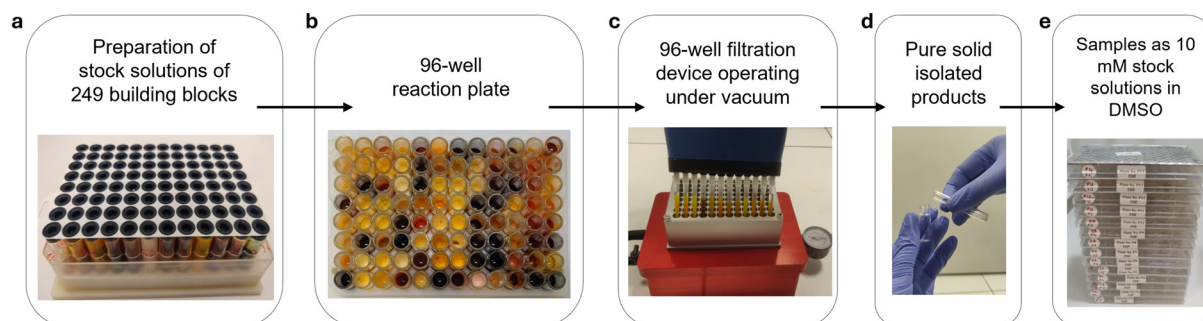 a
Preparation of
stock solutions of
249 building blocks
b
96-well
reaction plate
c
96-well filtration
device operating
under vacuum
d
Pure solid
isolated
products
e
Samples as 10
mM stock
solutions in
DMSO